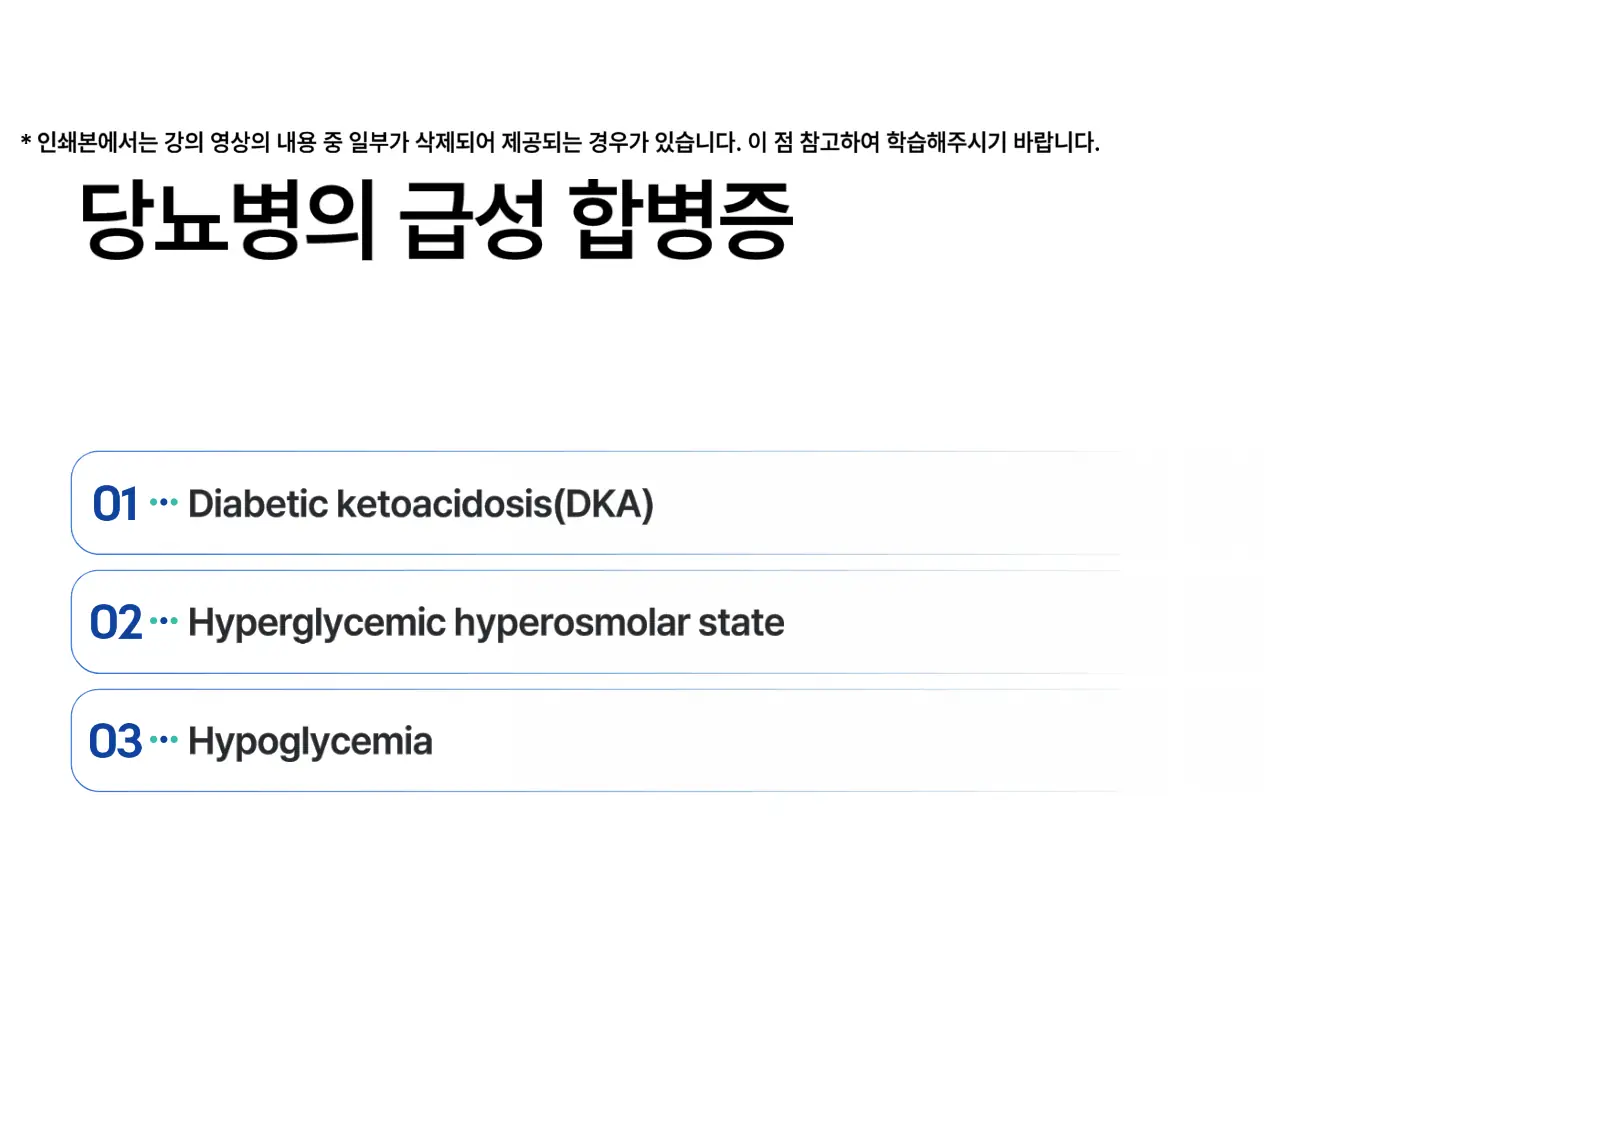 * 인쇄본에서는 강의 영상의 내용 중 일부가 삭제되어 제공되는 경우가 있습니다. 이 점 참고하여 학습해주시기 바랍니다.
당뇨병의 급성 합병증
01 ··· Diabetic ketoacidosis(DKA)
02 ··· Hyperglycemic hyperosmolar state
03 ··· Hypoglycemia